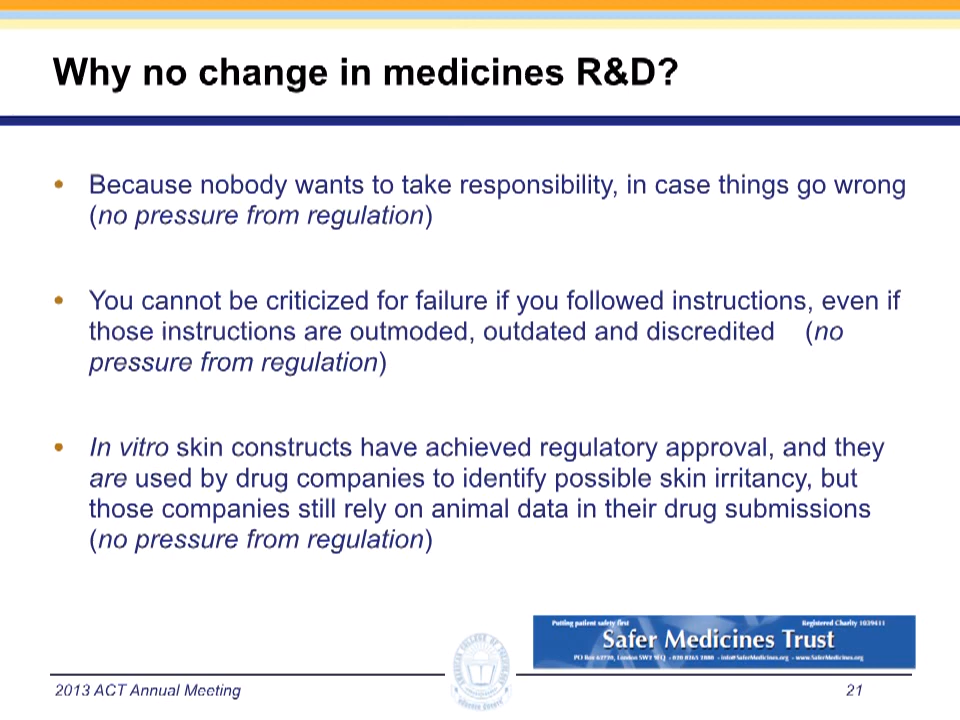 Why no change in medicines R&D?
• Because nobody wants to take responsibility, in case things go wrong
(no pressure from regulation)
• You cannot be criticized for failure if you followed instructions, even if
those instructions are outmoded, outdated and discredited (no
pressure from regulation)
• In vitro skin constructs have achieved regulatory approval, and they
are used by drug companies to identify possible skin irritancy, but
those companies still rely on animal data in their drug submissions
(no pressure from regulation)
Putting patient safety first Registered Charity 1039411
Safer Medicines Trust
PO Box London SW2 020 8265 2880 - info@SaferMedicines.org - www.SaferMedicines.org
2013 ACT Annual Meeting
21